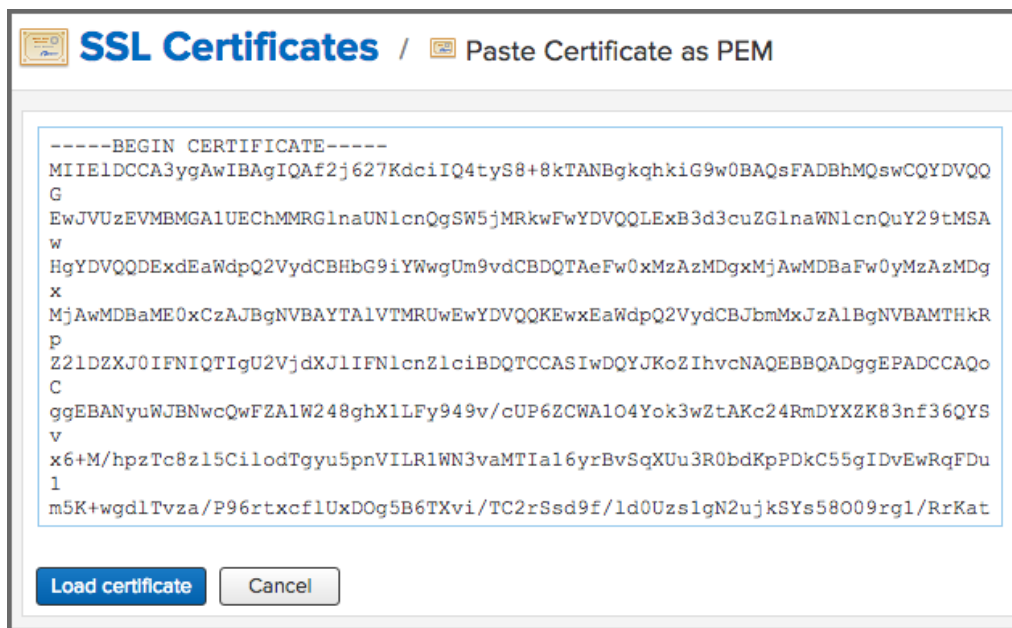 SSL Certificates / Paste Certificate as PEM
-----BEGIN CERTIFICATE-----
MIIElDCCA3ygAwIBAgIQAf2j627KdciIQ4tyS8+8kTANBgkqhkiG9w0BAQsFADBhMQswCQYDVQQ
G
EwJVUzEVMBMGA1UEChMMRGlnaUNlcnQgSW5jMRkwFwYDVQQLExB3d3cuZGlnaWNlcnQuY29tMSA
w
HgYDVQQDExdEaWdpQ2VydCBHbG9iYWwgUm9vdCBDQTAeFw0xMzAzMDgxMjAwMDBaFw0yMzAzMDg
x
MjAwMDBaME0xCzAJBgNVBAYTAlVTMRUwEwYDVQQKEwxEaWdpQ2VydCBJbmMxJzAlBgNVBAMTHkR
p
Z2lDZXJ0IFNIQTIgU2VjdXJlIFNlcnZlciBDQTCCASIwDQYJKoZIhvcNAQEBBQADggEPADCCAQo
C
ggEBANyuWJBNwcQwFZA1W248ghX1LFy949v/cUP6ZCWA1O4Yok3wZtAKc24RmDYXZK83nf36QYS
v
x6+M/hpzTc8zl5CilodTgyu5pnVILR1WN3vaMTIa16yrBvSqXUu3R0bdKpPDkC55gIDvEwRqFDu
1
m5K+wgdlTvza/P96rtxcflUxDOg5B6TXvi/TC2rSsd9f/ld0Uzs1gN2ujkSYs58O09rg1/RrKat
Load certificate
Cancel